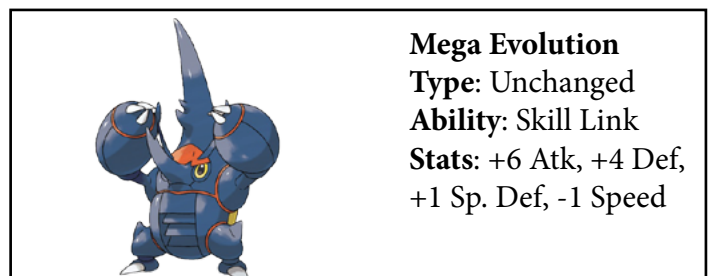 Mega Evolution
Type: Unchanged
Ability: Skill Link
Stats: +6 Atk, +4 Def,
+1 Sp. Def, -1 Speed